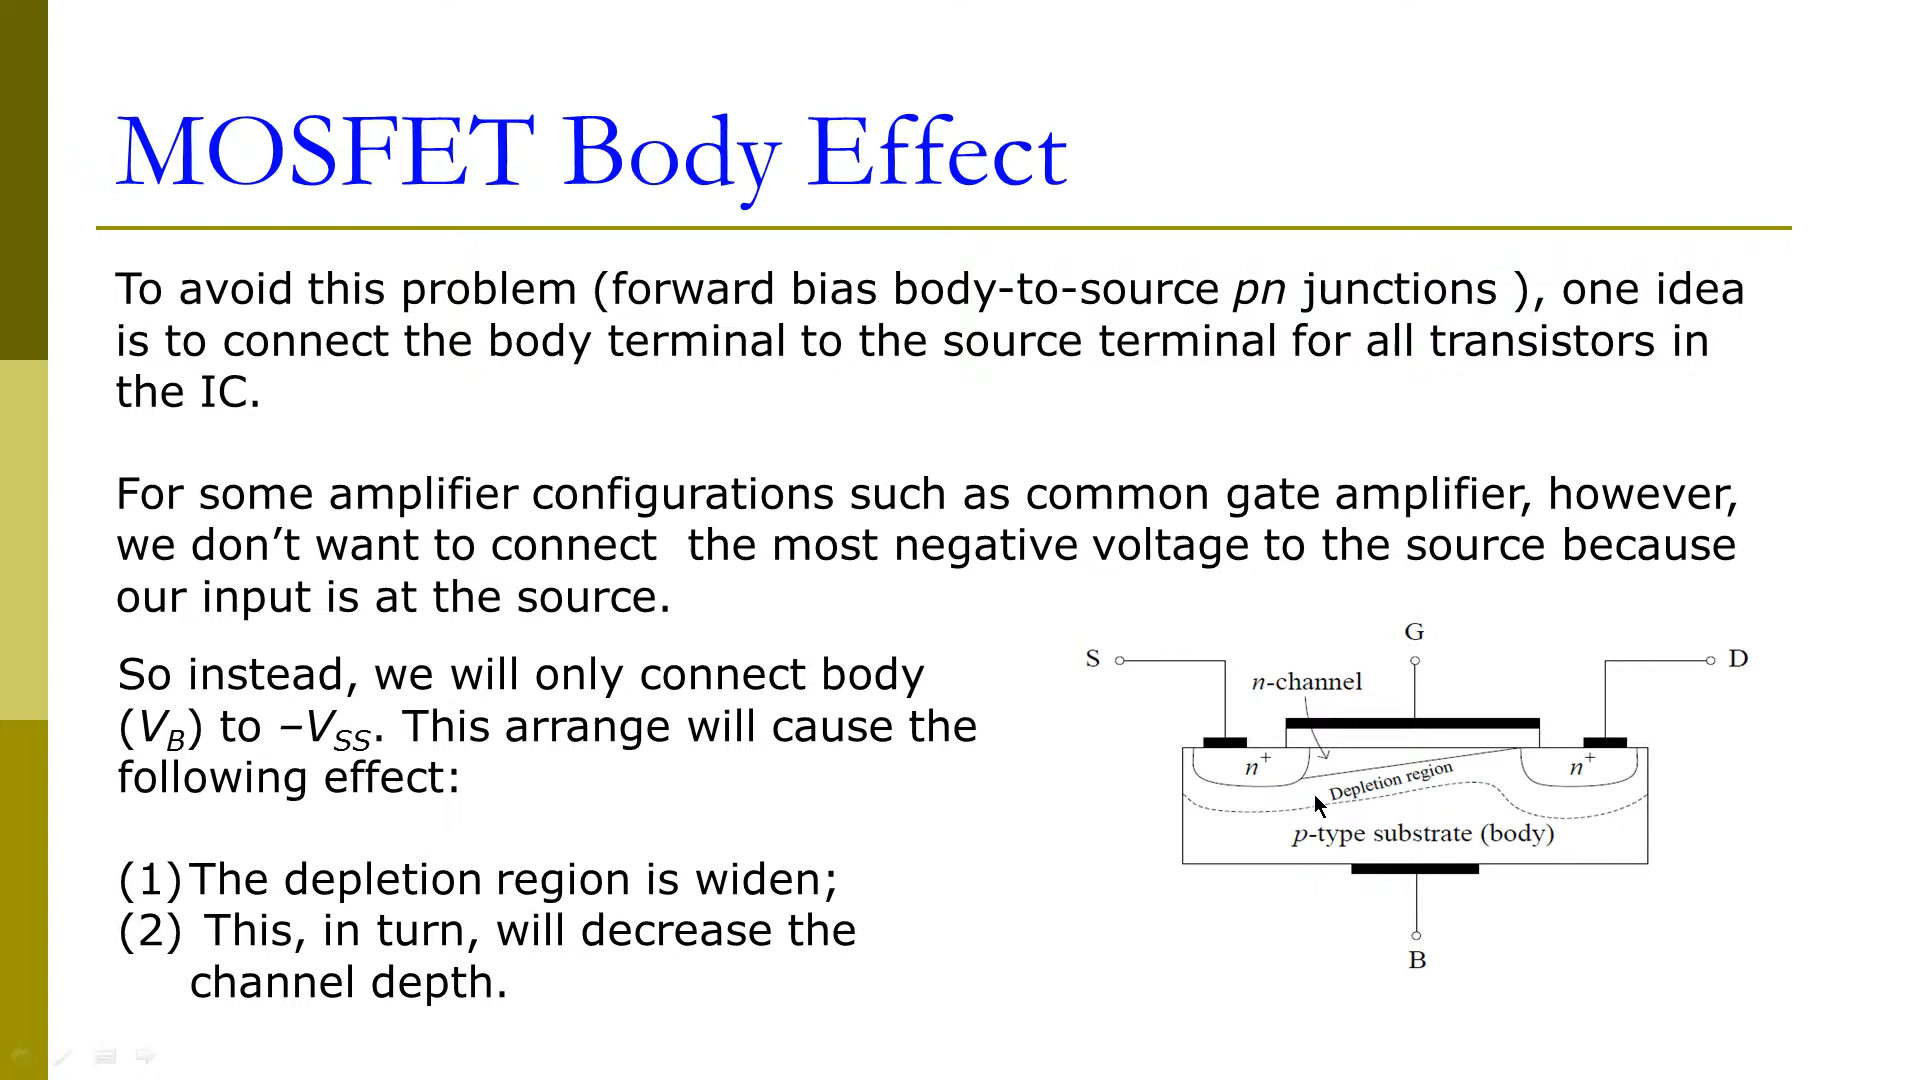 MOSFET Body Effect
To avoid this problem (forward bias body-to-source pn junctions ), one idea
is to connect the body terminal to the source terminal for all transistors in
the IC.
For some amplifier configurations such as common gate amplifier, however,
we don’t want to connect  the most negative voltage to the source because
our input is at the source.
So instead, we will only connect body
(VB) to –VSS. This arrange will cause the
following effect:
(1) The depletion region is widen;
(2) This, in turn, will decrease the
channel depth.
G
S
D
n-channel
n+
n+
Depletion region
p-type substrate (body)
B